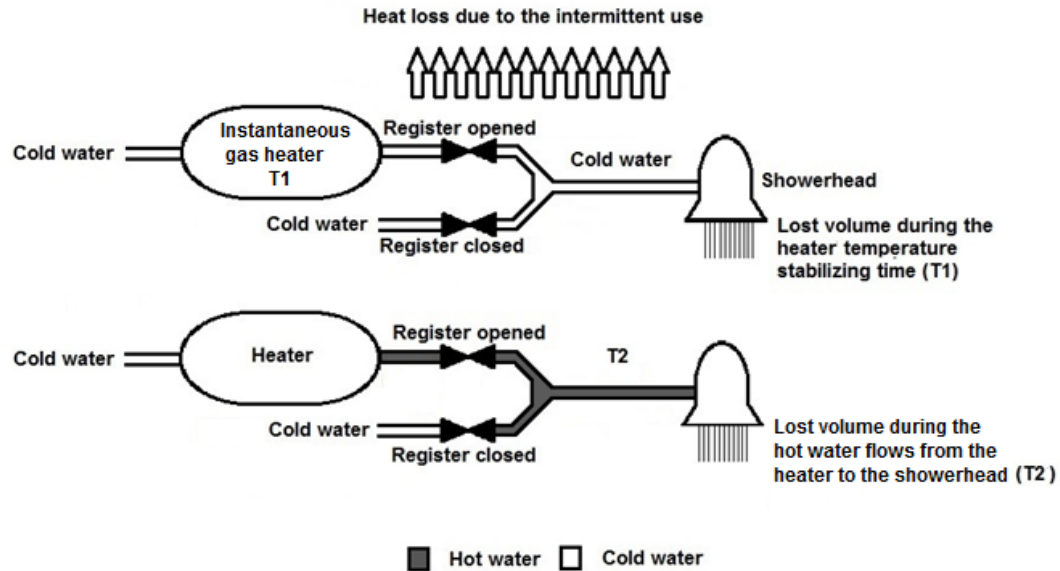 Heat loss due to the intermittent use
Instantaneous
gas heater
T1
Cold water
Register opened
Cold water
Showerhead
Cold water
Register closed
Lost volume during the
heater temperature
stabilizing time (T1)
Cold water
Heater
Register opened
T2
Cold water
Register closed
Lost volume during the
hot water flows from the
heater to the showerhead (T2 )
Hot water
Cold water